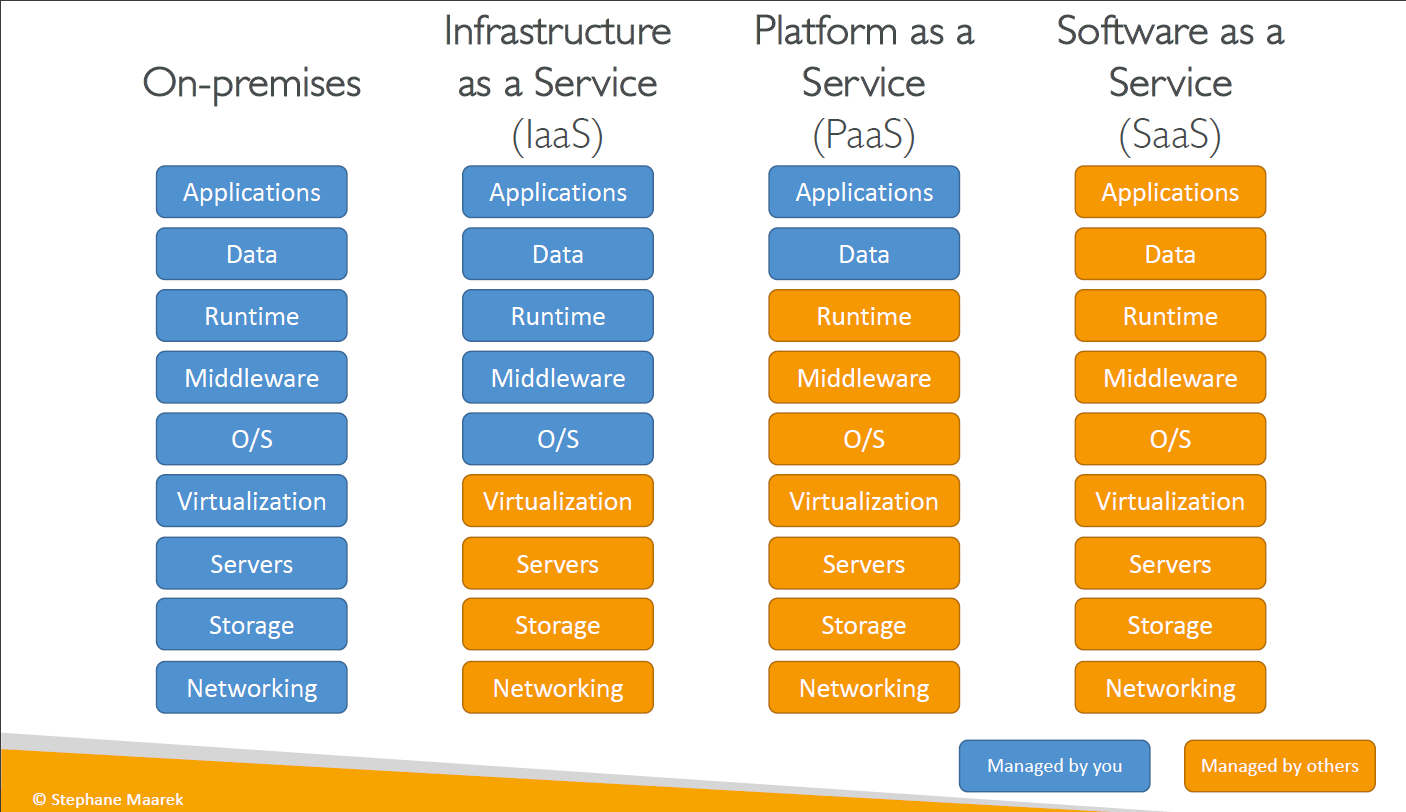 On-premises
Infrastructure
as a Service
(IaaS)
Platform as a
Service
(PaaS)
Software as a
Service
(SaaS)
Applications
Data
Runtime
Middleware
O/S
Virtualization
Servers
Storage
Networking
Applications
Data
Runtime
Middleware
O/S
Virtualization
Servers
Storage
Networking
Applications
Data
Runtime
Middleware
O/S
Virtualization
Servers
Storage
Networking
Applications
Data
Runtime
Middleware
O/S
Virtualization
Servers
Storage
Networking
Managed by you
Managed by others
© Stephane Maarek